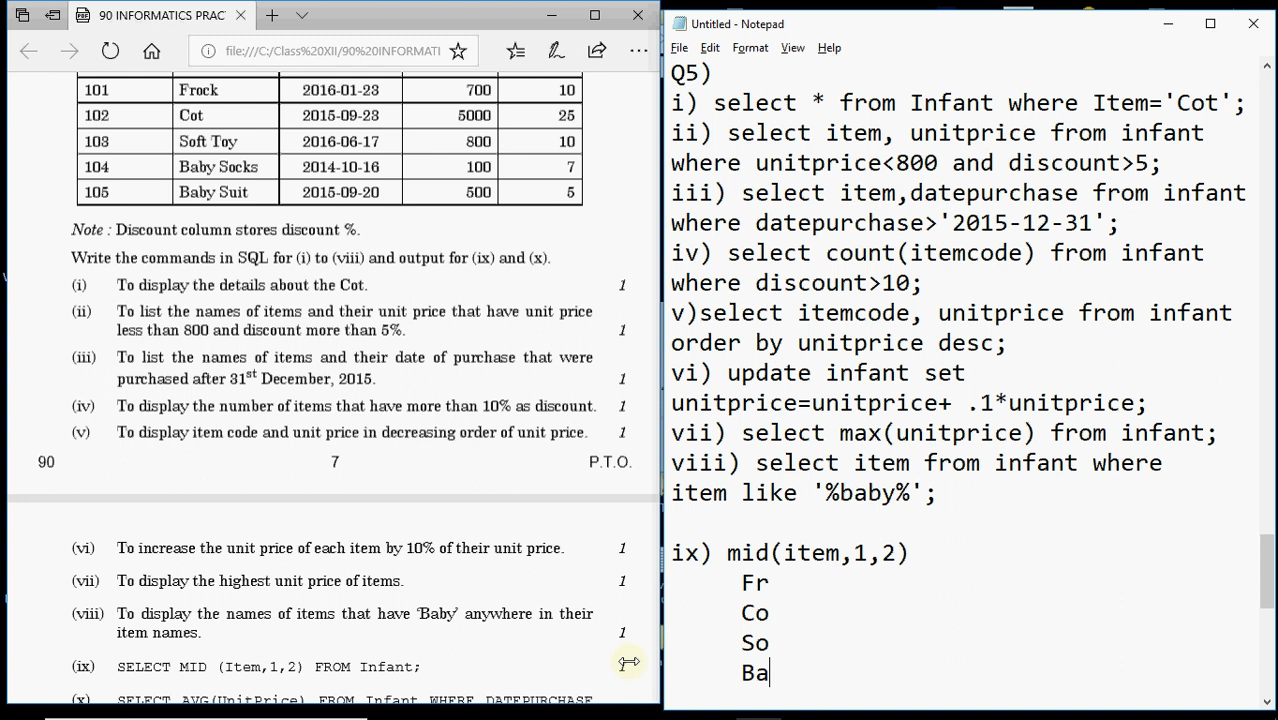 90 INFORMATICS PRACT
file:///C:/Class%20XII/90%20INFORMATI
101 Frock 2016-01-23 700 10
102 Cot 2015-09-23 5000 25
103 Soft Toy 2016-06-17 800 10
104 Baby Socks 2014-10-16 100 7
105 Baby Suit 2015-09-20 500 5
Note : Discount column stores discount %.
Write the commands in SQL for (i) to (viii) and output for (ix) and (x).
(i) To display the details about the Cot. 1
(ii) To list the names of items and their unit price that have unit price
less than 800 and discount more than 5%. 1
(iii) To list the names of items and their date of purchase that were
purchased after 31st December, 2015. 1
(iv) To display the number of items that have more than 10% as discount. 1
(v) To display item code and unit price in decreasing order of unit price. 1
90 7 P.T.O.
(vi) To increase the unit price of each item by 10% of their unit price. 1
(vii) To display the highest unit price of items. 1
(viii) To display the names of items that have 'Baby' anywhere in their
item names. 1
(ix) SELECT MID (Item,1,2) FROM Infant;
(x) SELECT AVG(UnitPrice) FROM Infant WHERE DATEPURCHASE
Untitled - Notepad
File Edit Format View Help
Q5)
i) select * from Infant where Item='Cot';
ii) select item, unitprice from infant
where unitprice<800 and discount>5;
iii) select item,datepurchase from infant
where datepurchase>'2015-12-31';
iv) select count(itemcode) from infant
where discount>10;
v)select itemcode, unitprice from infant
order by unitprice desc;
vi) update infant set
unitprice=unitprice+ .1*unitprice;
vii) select max(unitprice) from infant;
viii) select item from infant where
item like '%baby%';
ix) mid(item,1,2)
Fr
Co
So
Ba